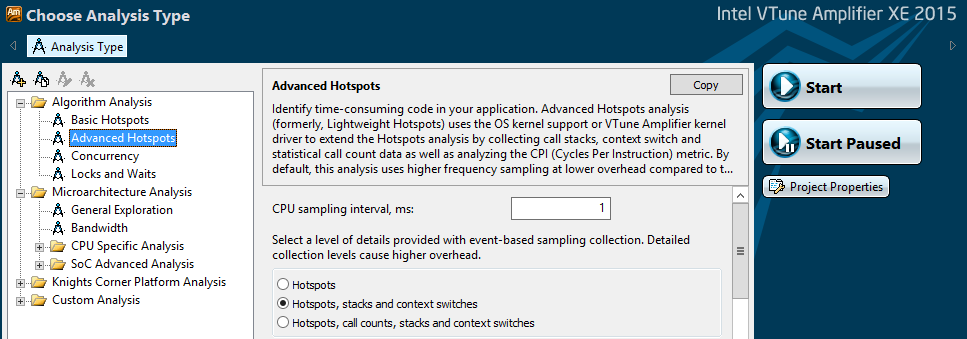 Am Choose Analysis Type
Intel VTune Amplifier XE 2015
Analysis Type
Algorithm Analysis
Basic Hotspots
Advanced Hotspots
Concurrency
Locks and Waits
Microarchitecture Analysis
General Exploration
Bandwidth
CPU Specific Analysis
SoC Advanced Analysis
Knights Corner Platform Analysis
Custom Analysis
Advanced Hotspots
Copy
Identify time-consuming code in your application. Advanced Hotspots analysis
(formerly, Lightweight Hotspots) uses the OS kernel support or VTune Amplifier kernel
driver to extend the Hotspots analysis by collecting call stacks, context switch and
statistical call count data as well as analyzing the CPI (Cycles Per Instruction) metric. By
default, this analysis uses higher frequency sampling at lower overhead compared to t...
CPU sampling interval, ms: 1
Select a level of details provided with event-based sampling collection. Detailed
collection levels cause higher overhead.
Hotspots
Hotspots, stacks and context switches
Hotspots, call counts, stacks and context switches
Start
Start Paused
Project Properties